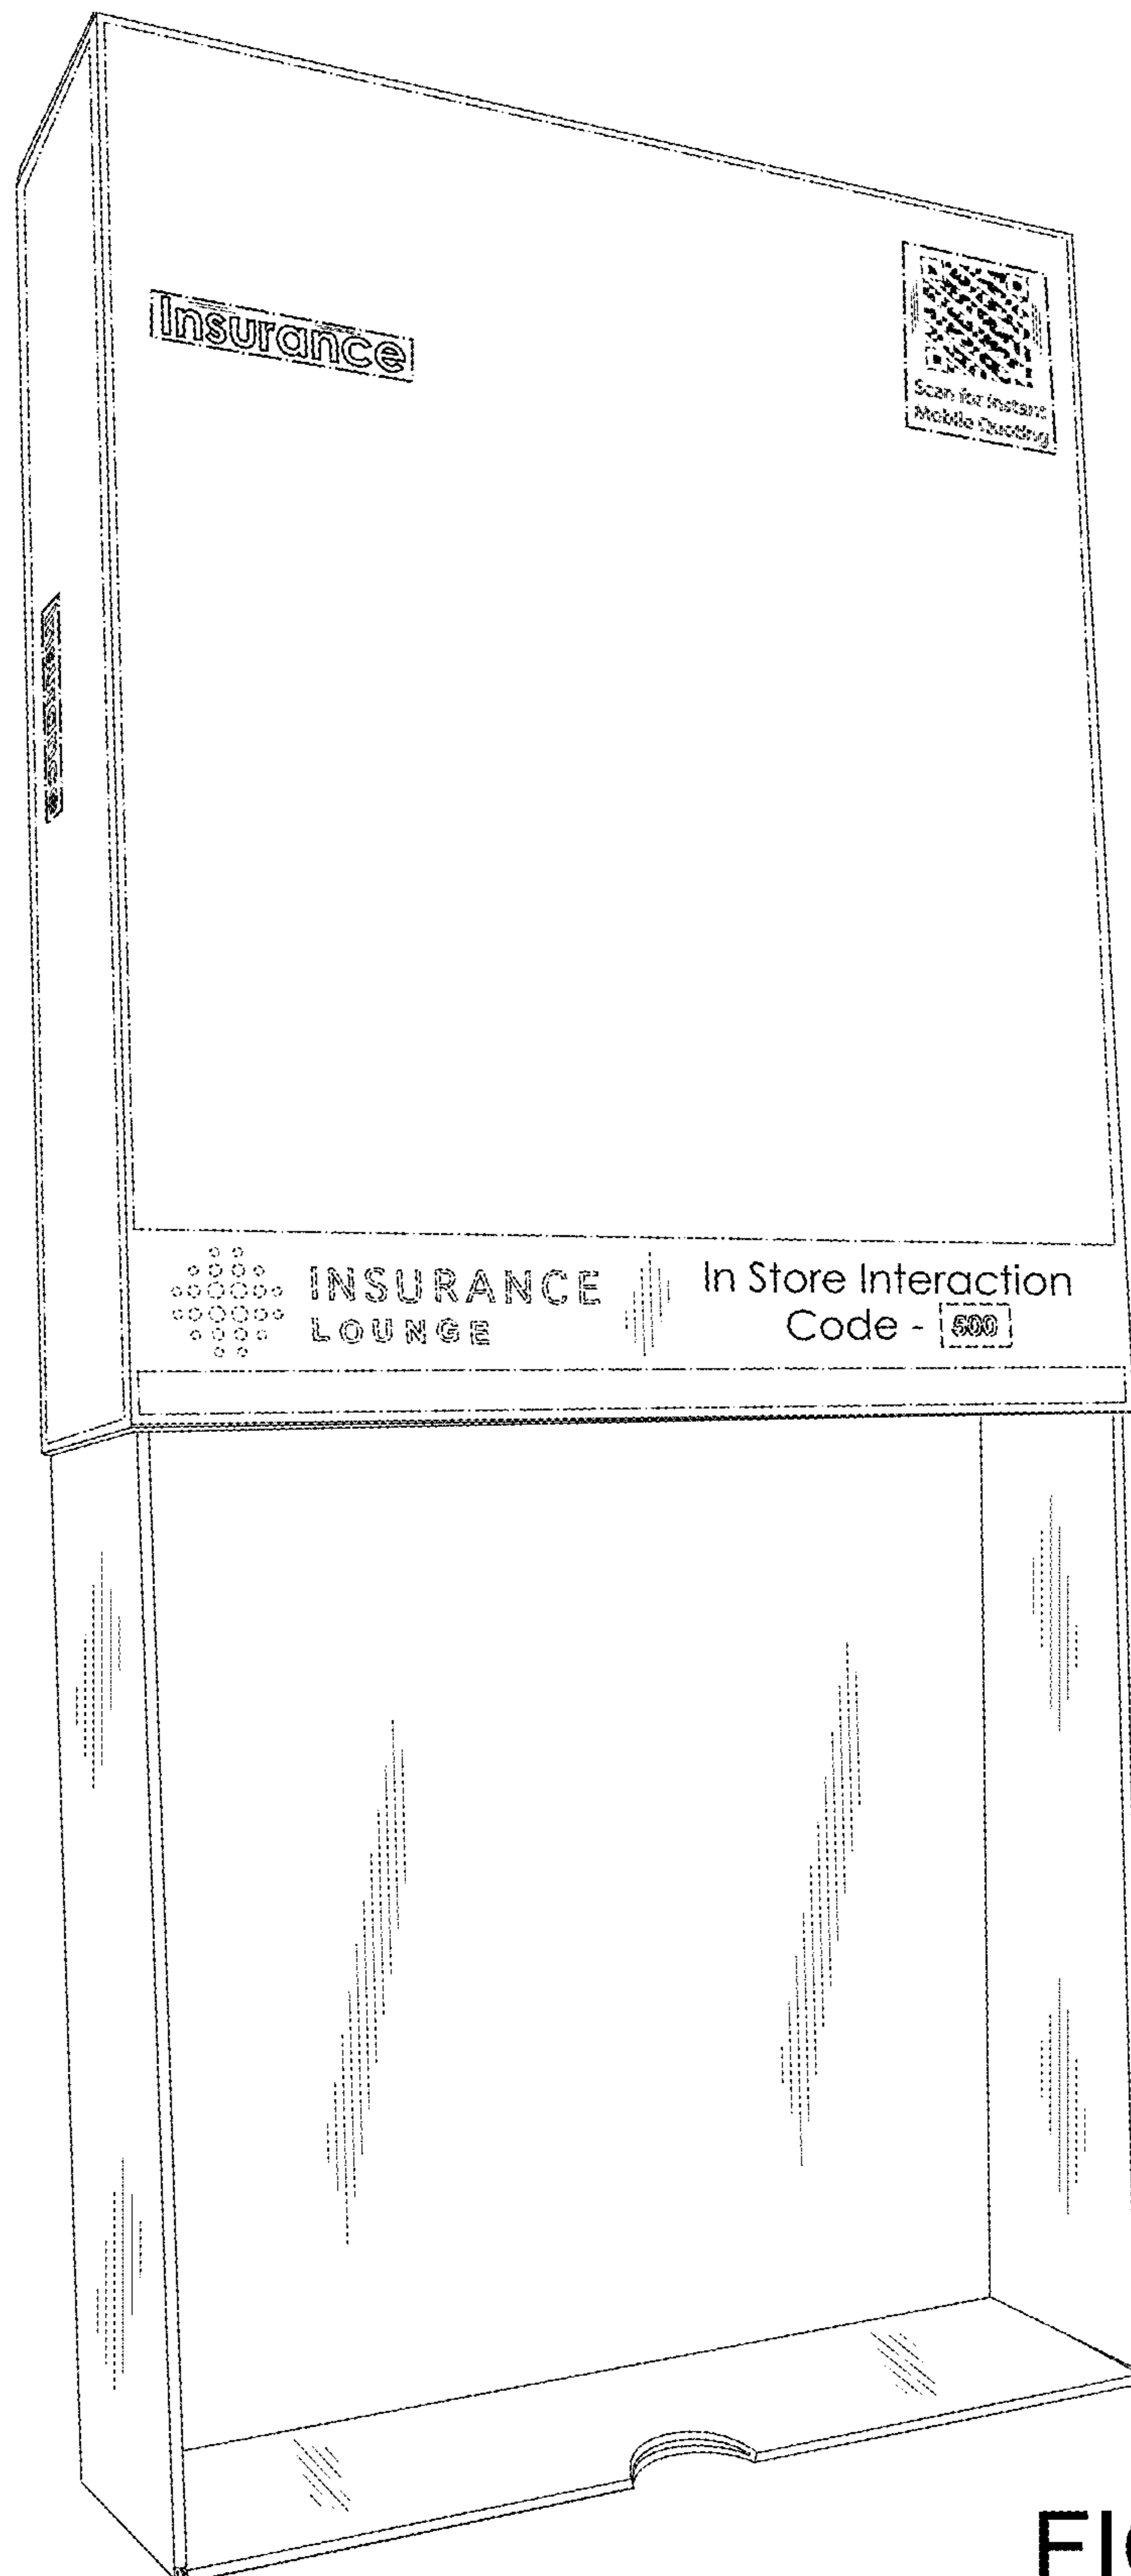 Insurance
Scan for Instant
Mobile Quoting
INSURANCE
LOUNGE
In Store Interaction
Code - 500